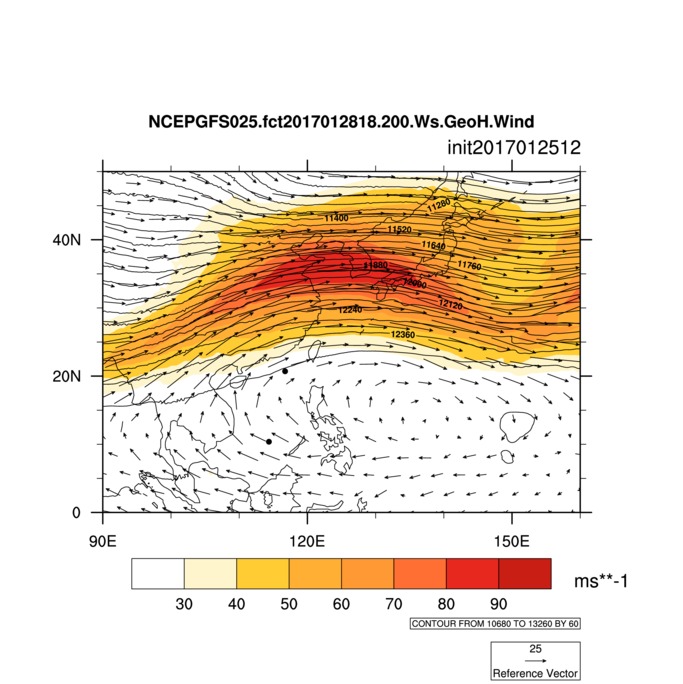 NCEPGFS025.fct2017012818.200.Ws.GeoH.Wind
init2017012512
11280
11400
11520
40N
11640
11880
11760
12000
12120
12240
12360
20N
0
90E 120E 150E
ms**-1
30 40 50 60 70 80 90
CONTOUR FROM 10680 TO 13260 BY 60
25
Reference Vector